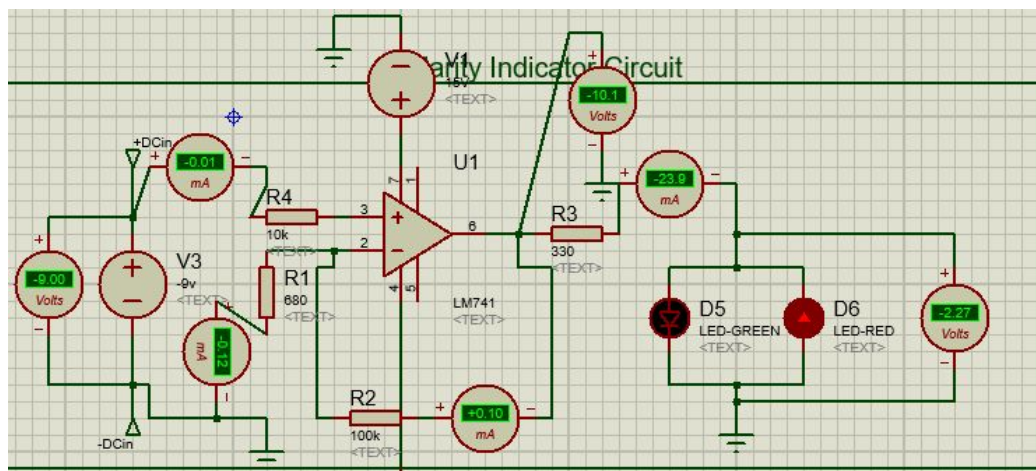 V1
arity Indicator Circuit
15V
<TEXT>
+
-10.1
Volts
+DCin
-0.01
mA
U1
7
1
-23.9
mA
R4
10k
<TEXT>
3
2
6
4
5
LM741
<TEXT>
R3
330
<TEXT>
-9.00
Volts
V3
-9v
<TEXT>
R1
680
<TEXT>
-0.12
mA
D5
LED-GREEN
<TEXT>
D6
LED-RED
<TEXT>
-2.27
Volts
R2
100k
<TEXT>
+0.10
mA
-DCin